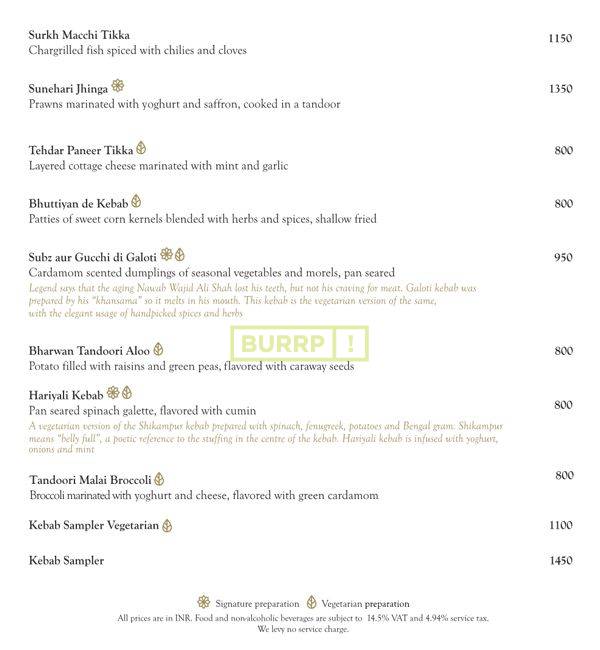 Surkh Macchi Tikka 1150
Chargrilled fish spiced with chilies and cloves
Sunehari Jhinga 1350
Prawns marinated with yoghurt and saffron, cooked in a tandoor
Tehdar Paneer Tikka 800
Layered cottage cheese marinated with mint and garlic
Bhuttiyan de Kebab 800
Patties of sweet corn kernels blended with herbs and spices, shallow fried
Subz aur Gucchi di Galoti 950
Cardamom scented dumplings of seasonal vegetables and morels, pan seared
Legend says that the aging Nawab Wajid Ali Shah lost his teeth, but not his craving for meat. Galoti kebab was
prepared by his "khansama" so it melts in his mouth. This kebab is the vegetarian version of the same,
with the elegant usage of handpicked spices and herbs
BURRP !
Bharwan Tandoori Aloo 800
Potato filled with raisins and green peas, flavored with caraway seeds
Hariyali Kebab 800
Pan seared spinach galette, flavored with cumin
A vegetarian version of the Shikampur kebab prepared with spinach, fenugreek, potatoes and Bengal gram: Shikampur
means "belly full", a poetic reference to the stuffing in the centre of the kebab. Hariyali kebab is infused with yoghurt,
onions and mint
Tandoori Malai Broccoli 800
Broccoli marinated with yoghurt and cheese, flavored with green cardamom
Kebab Sampler Vegetarian 1100
Kebab Sampler 1450
Signature preparation Vegetarian preparation
All prices are in INR. Food and non-alcoholic beverages are subject to 14.5% VAT and 4.94% service tax.
We levy no service charge.